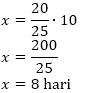 x = 20/25 · 10
x = 200/25
x = 8 hari